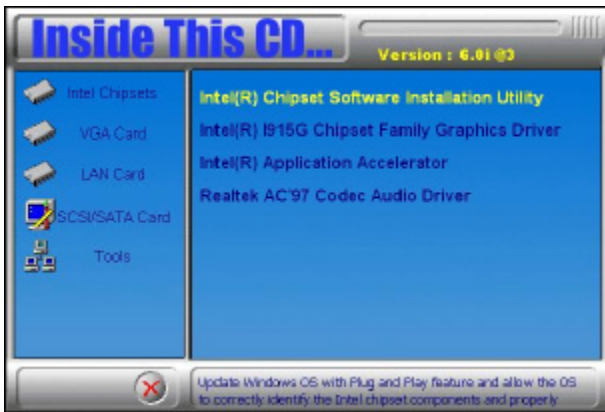 Inside This CD...
Version : 6.0i @3
Intel Chipsets
VGA Card
LAN Card
SCSI/SATA Card
Tools
Intel(R) Chipset Software Installation Utility
Intel(R) I915G Chipset Family Graphics Driver
Intel(R) Application Accelerator
Realtek AC'97 Codec Audio Driver
Update Windows OS with Plug and Play feature and allow the OS
to correctly identify the Intel chipset components and properly